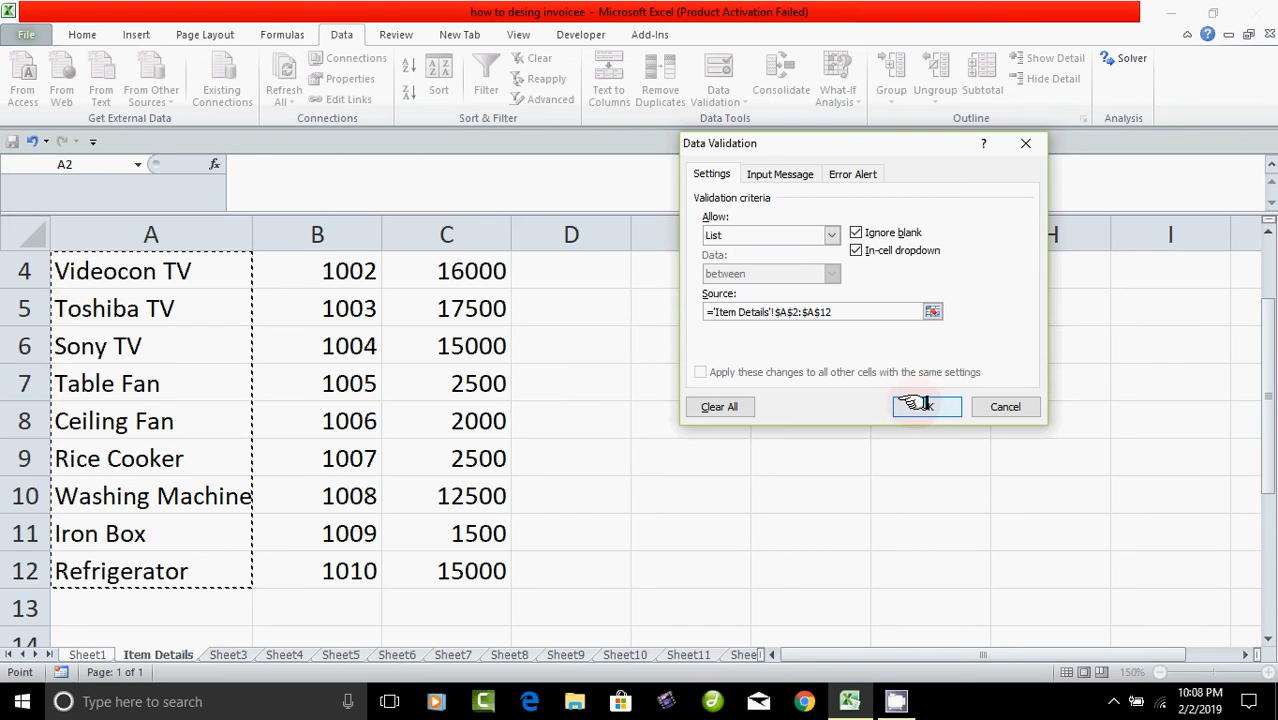 how to desing invoicee - Microsoft Excel (Product Activation Failed)
File Home Insert Page Layout Formulas Data Review New Tab View Developer Add-Ins
From Access
From Web
From Text
From Other Sources
Existing Connections
Get External Data
Refresh All
Connections
Properties
Edit Links
Connections
Sort
Filter
Clear
Reapply
Advanced
Sort & Filter
Text to Columns
Remove Duplicates
Data Validation
Consolidate
What-If Analysis
Data Tools
Group
Ungroup
Subtotal
Show Detail
Hide Detail
Outline
Solver
Analysis
A2 fx
A B C D H I
4 Videocon TV 1002 16000
5 Toshiba TV 1003 17500
6 Sony TV 1004 15000
7 Table Fan 1005 2500
8 Ceiling Fan 1006 2000
9 Rice Cooker 1007 2500
10 Washing Machine 1008 12500
11 Iron Box 1009 1500
12 Refrigerator 1010 15000
13
14
Data Validation
Settings Input Message Error Alert
Validation criteria
Allow:
List
Ignore blank
In-cell dropdown
Data:
between
Source:
='Item Details'!$A$2:$A$12
Apply these changes to all other cells with the same settings
Clear All Cancel
Sheet1 Item Details Sheet3 Sheet4 Sheet5 Sheet6 Sheet7 Sheet8 Sheet9 Sheet10 Sheet11 Shee
Point Page: 1 of 1 150%
Type here to search
10:08 PM
2/2/2019